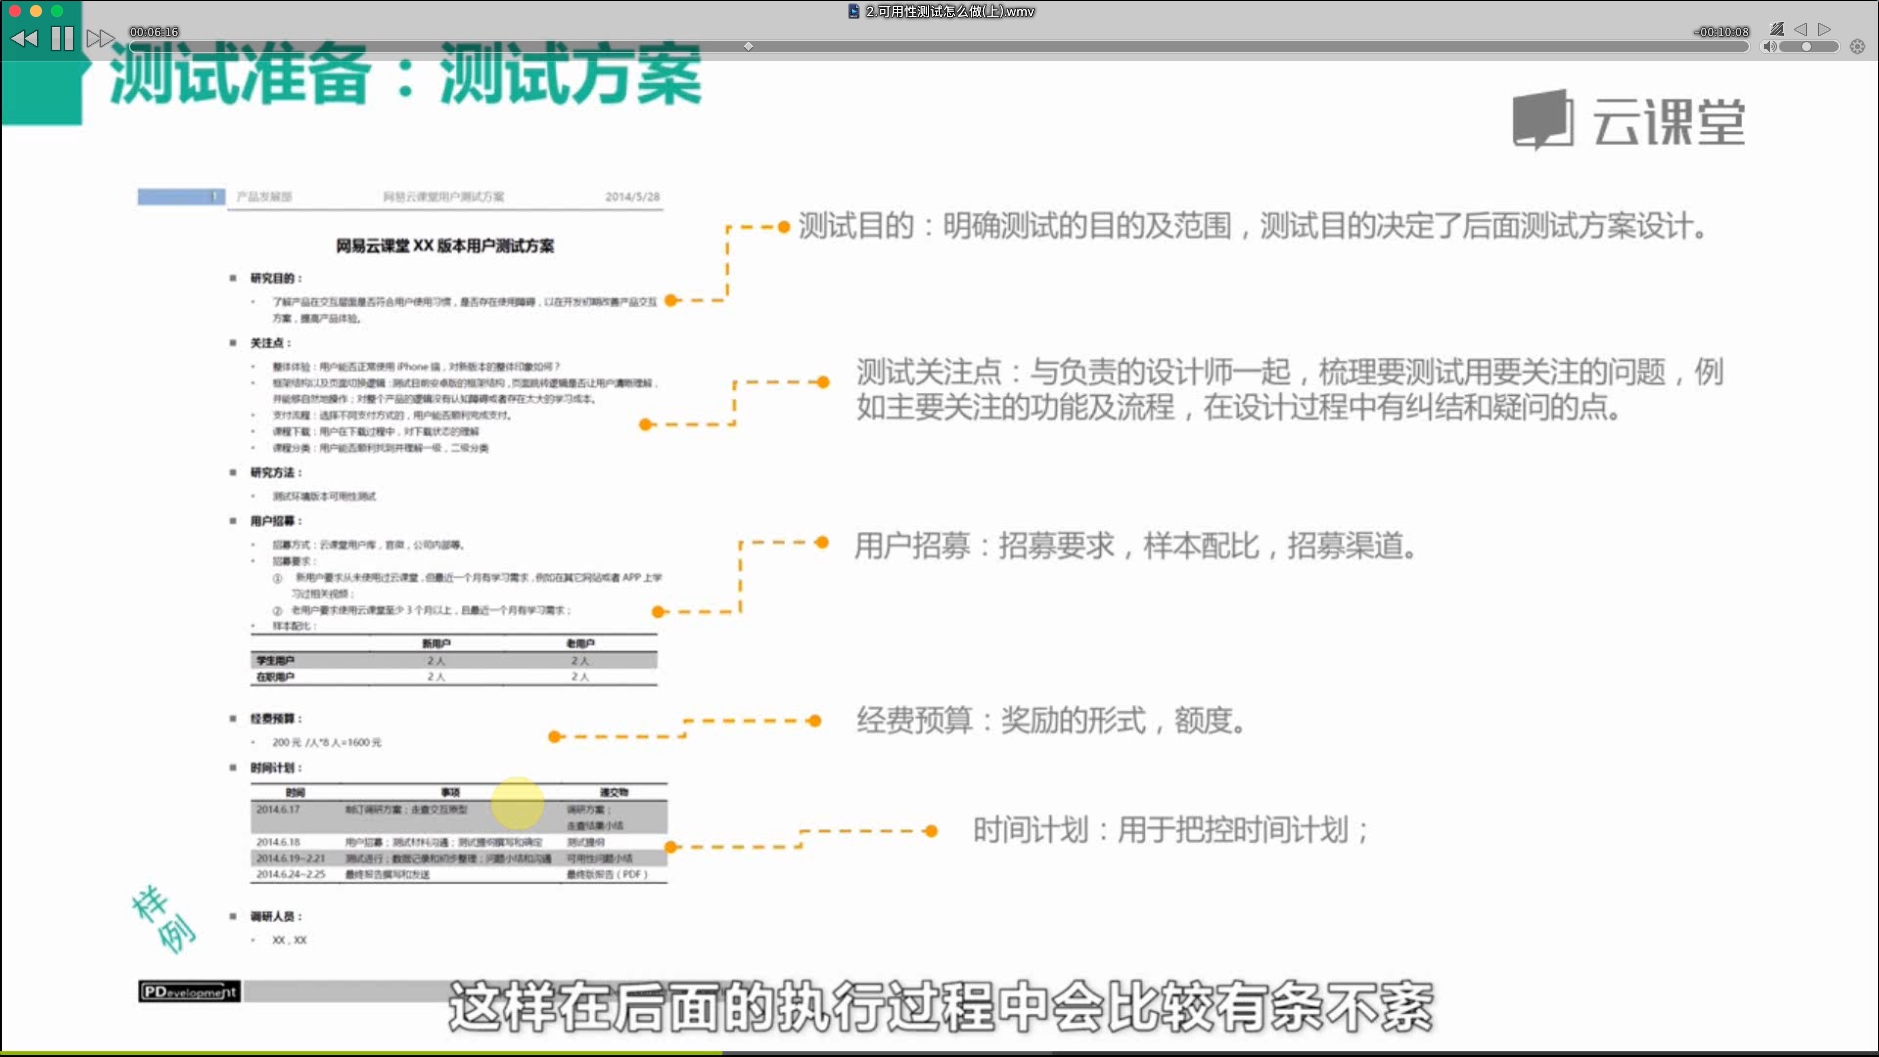 2.可用性测试怎么做(上).wmv
00:06:16
-00:10:08
测试准备：测试方案
云课堂
1 产品发展部 网易云课堂用户测试方案 2014/5/28
网易云课堂 XX 版本用户测试方案
研究目的：
了解产品在交互层面是否符合用户使用习惯，是否存在使用障碍，以在开发初期改善产品交互
方案，提高产品体验。
关注点：
整体体验：用户能否正常使用 iPhone 端，对新版本的整体印象如何？
框架结构以及页面切换逻辑：测试目前安卓版的框架结构，页面跳转逻辑是否让用户清晰理解，
并能够自然地操作；对整个产品的逻辑没有认知障碍或者存在太大的学习成本。
支付流程：选择不同支付方式的，用户能否顺利完成支付。
课程下载：用户在下载过程中，对下载状态的理解
课程分类：用户能否顺利找到并理解一级，二级分类
研究方法：
测试环境版本可用性测试
用户招募：
招募方式：云课堂用户库，官微，公司内部等。
招募要求：
① 新用户要求从未使用过云课堂，但最近一个月有学习需求，例如在其它网站或者 APP 上学
习过相关视频；
② 老用户要求使用云课堂至少 3 个月以上，且最近一个月有学习需求；
样本配比：
新用户 老用户
学生用户 2 人 2 人
在职用户 2 人 2 人
经费预算：
200 元 /人*8 人=1600 元
时间计划：
时间 事项 递交物
2014.6.17 制订调研方案；走查交互原型 调研方案；
走查结果小结
2014.6.18 用户招募；测试材料沟通；测试提纲撰写和确定 测试提纲
2014.6.19~2.21 测试进行；数据记录和初步整理；问题小结和沟通 可用性问题小结
2014.6.24~2.25 最终报告撰写和发送 最终版报告（PDF）
调研人员：
XX，XX
样例
PDevelopment
测试目的：明确测试的目的及范围，测试目的决定了后面测试方案设计。
测试关注点：与负责的设计师一起，梳理要测试用要关注的问题，例
如主要关注的功能及流程，在设计过程中有纠结和疑问的点。
用户招募：招募要求，样本配比，招募渠道。
经费预算：奖励的形式，额度。
时间计划：用于把控时间计划；
这样在后面的执行过程中会比较有条不紊